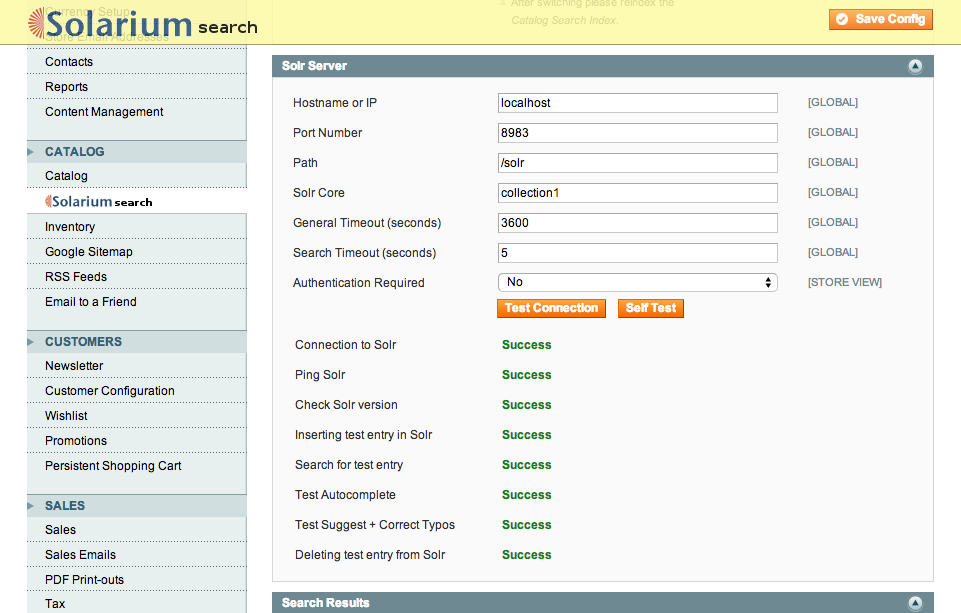 Currency Setup
Store Email Addresses
Solarium search
After switching please reindex the
Catalog Search Index.
Save Config
Contacts
Reports
Content Management
CATALOG
Catalog
Solarium search
Inventory
Google Sitemap
RSS Feeds
Email to a Friend
CUSTOMERS
Newsletter
Customer Configuration
Wishlist
Promotions
Persistent Shopping Cart
SALES
Sales
Sales Emails
PDF Print-outs
Tax
Solr Server
Hostname or IP localhost [GLOBAL]
Port Number 8983 [GLOBAL]
Path /solr [GLOBAL]
Solr Core collection1 [GLOBAL]
General Timeout (seconds) 3600 [GLOBAL]
Search Timeout (seconds) 5 [GLOBAL]
Authentication Required No [STORE VIEW]
Test Connection Self Test
Connection to Solr Success
Ping Solr Success
Check Solr version Success
Inserting test entry in Solr Success
Search for test entry Success
Test Autocomplete Success
Test Suggest + Correct Typos Success
Deleting test entry from Solr Success
Search Results